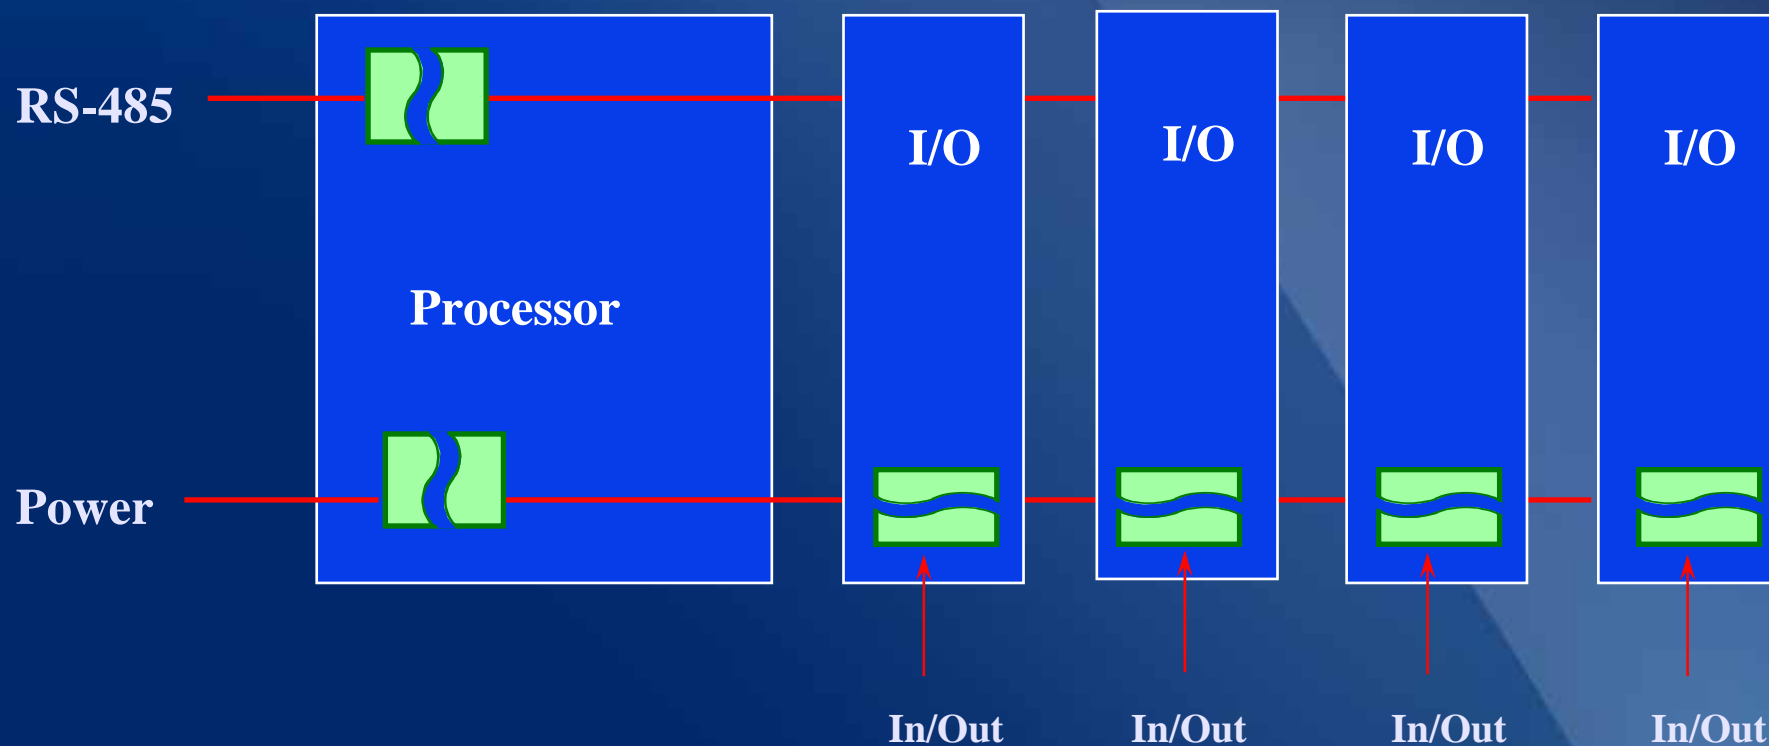 RS-485
I/O
I/O
I/O
I/O
Processor
Power
In/Out
In/Out
In/Out
In/Out